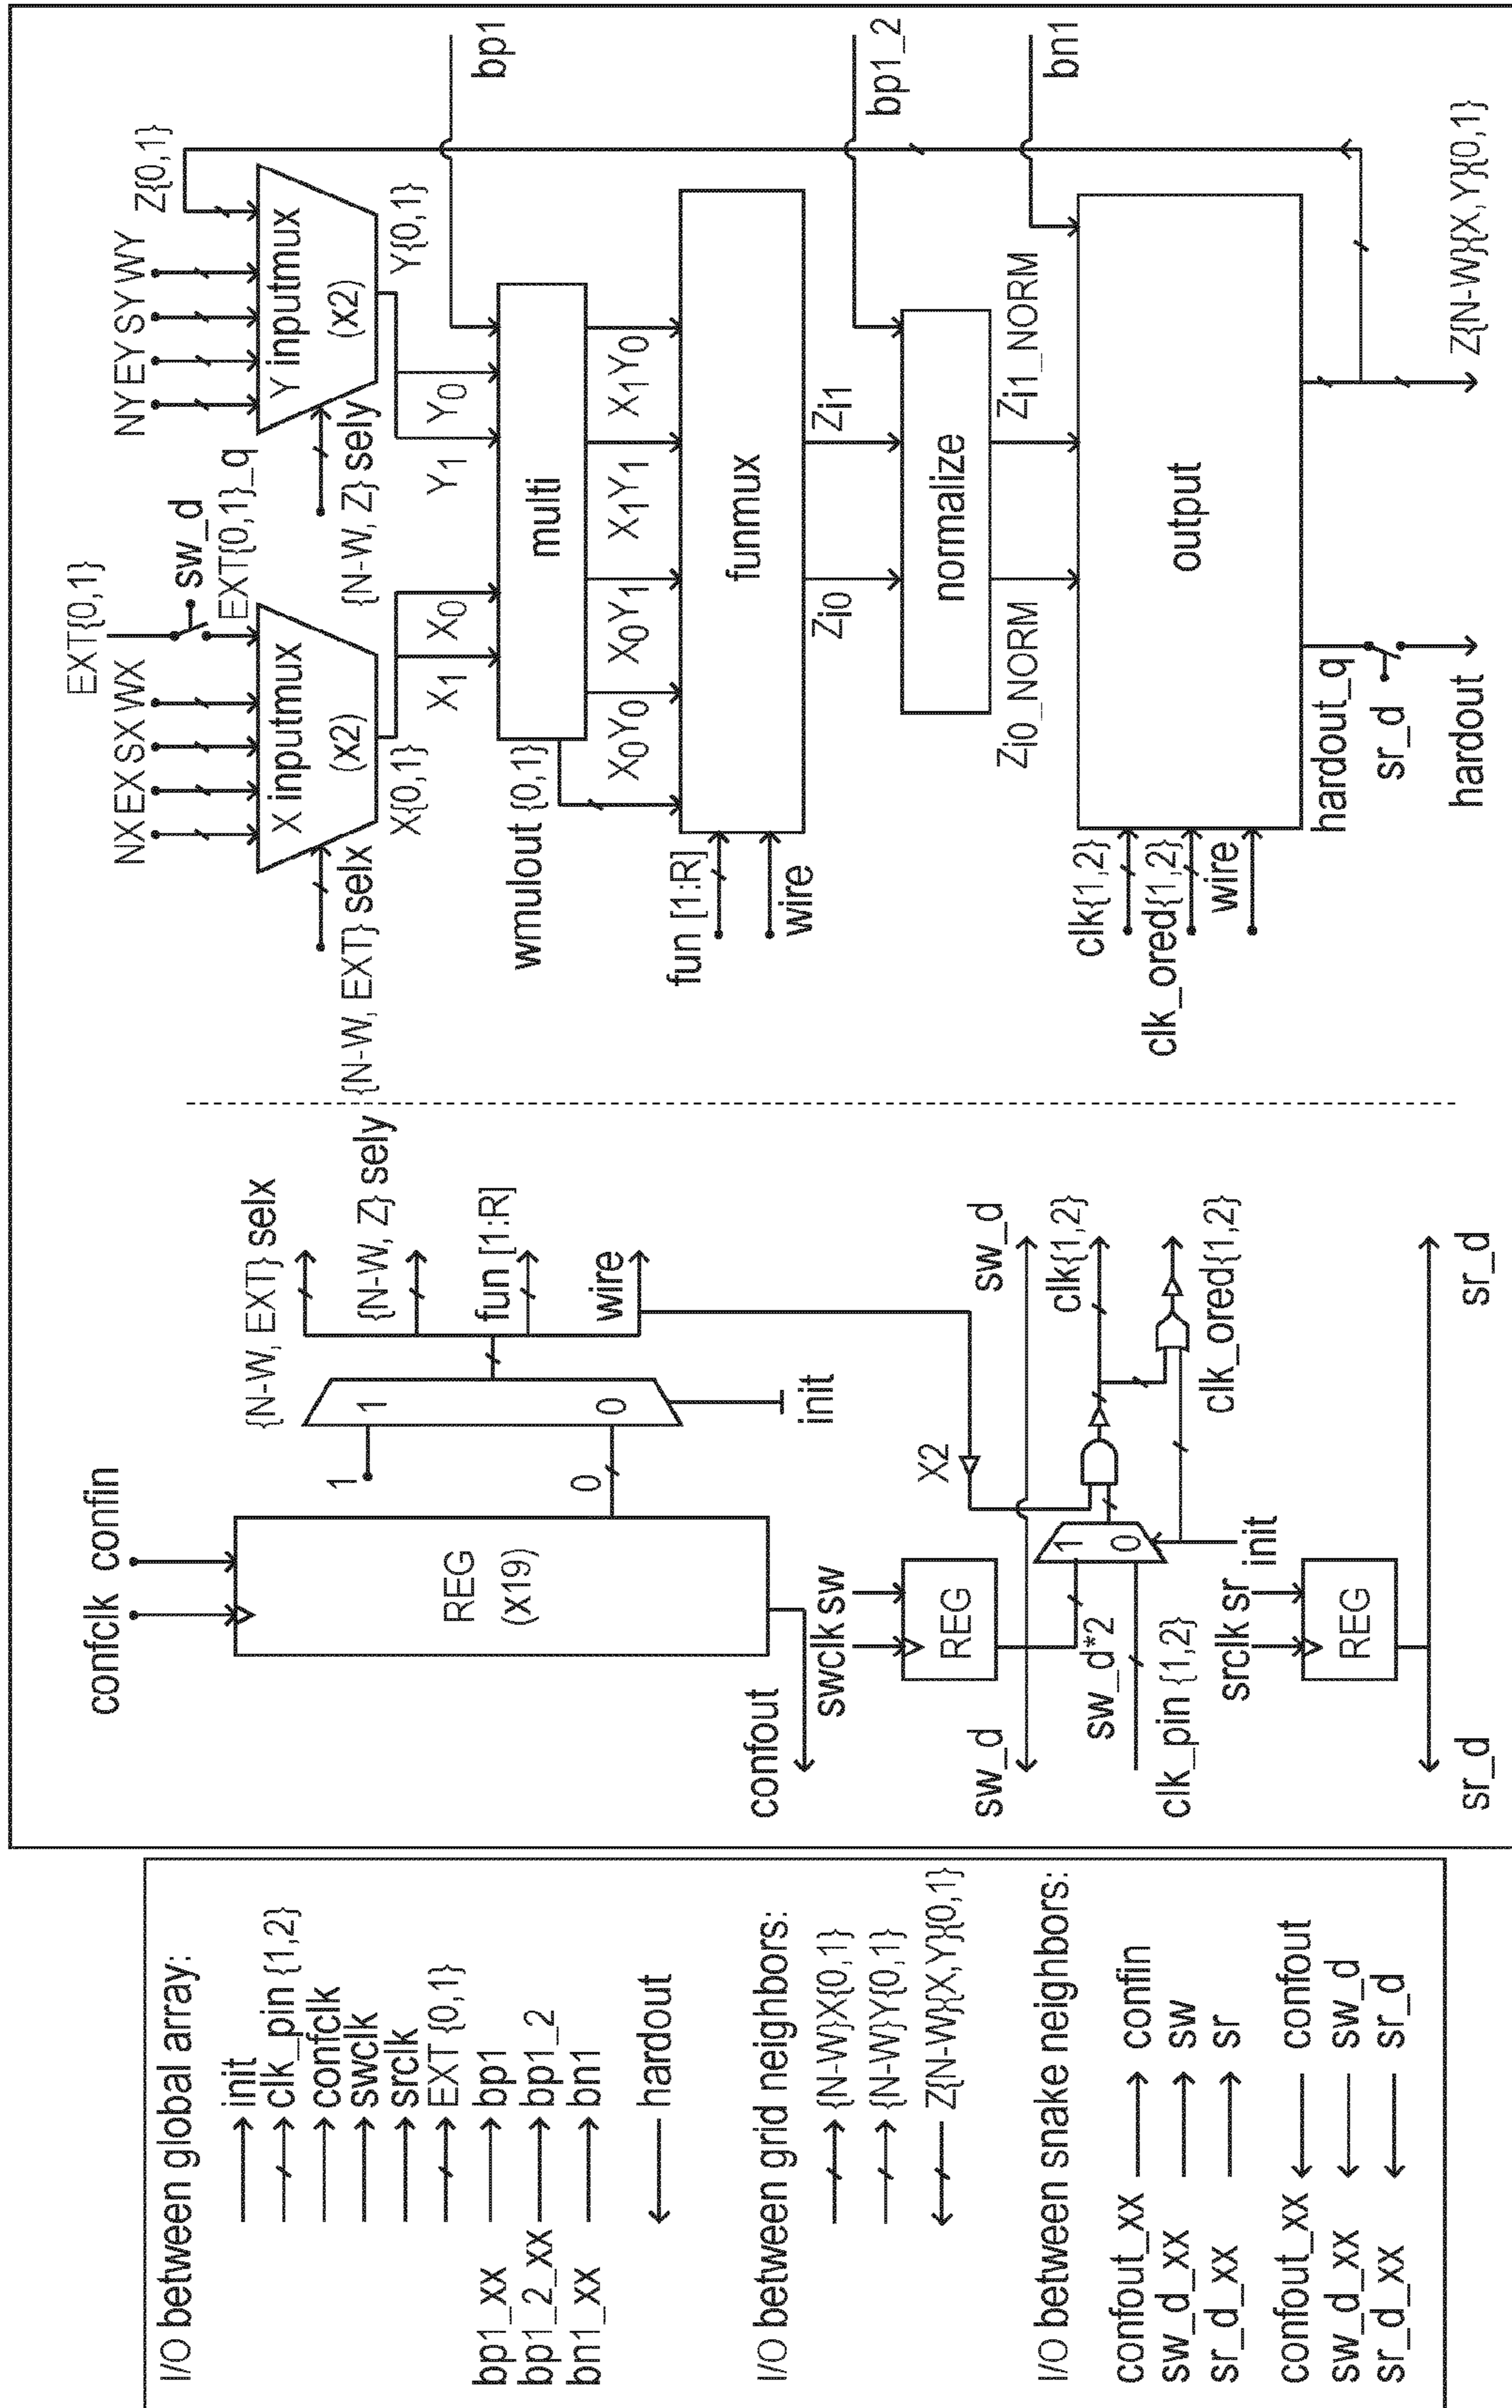 I/O between global array:
init
clk_pin {1,2}
confclk
swclk
srclk
EXT {0,1}
bp1_xx bp1
bp1_2_xx bp1_2
bn1_xx bn1
hardout
I/O between grid neighbors:
{N-W}X{0,1}
{N-W}Y{0,1}
Z{N-W}{X,Y}{0,1}
I/O between snake neighbors:
confout_xx confin
sw_d_xx sw
sr_d_xx sr
confout_xx confout
sw_d_xx sw_d
sr_d_xx sr_d
confclk confin
REG
(x19)
confout
1
0
1
0
init
{N-W, EXT} selx
{N-W, Z} sely
fun [1:R]
wire
swclk sw
REG
X2
sw_d
sw_d
sw_d*2
clk_pin {1,2}
1
0
init
clk{1,2}
clk_ored{1,2}
srclk sr
REG
sr_d
sr_d
EXT{0,1}
sw_d
EXT{0,1}_q
NX EX SX WX
X inputmux
(x2)
{N-W, EXT} selx
X{0,1}
X1 X0
NY EY SY WY
Z{0,1}
Y inputmux
(x2)
{N-W, Z} sely
Y{0,1}
Y1 Y0
bp1
multi
wmulout {0,1}
X0Y0 X0Y1 X1Y1 X1Y0
fun [1:R]
wire
funmux
Zi0 Zi1
bp1_2
normalize
Zi0_NORM Zi1_NORM
bn1
clk{1,2}
clk_ored{1,2}
wire
output
hardout_q
sr_d
hardout
Z{N-W}{X,Y}{0,1}